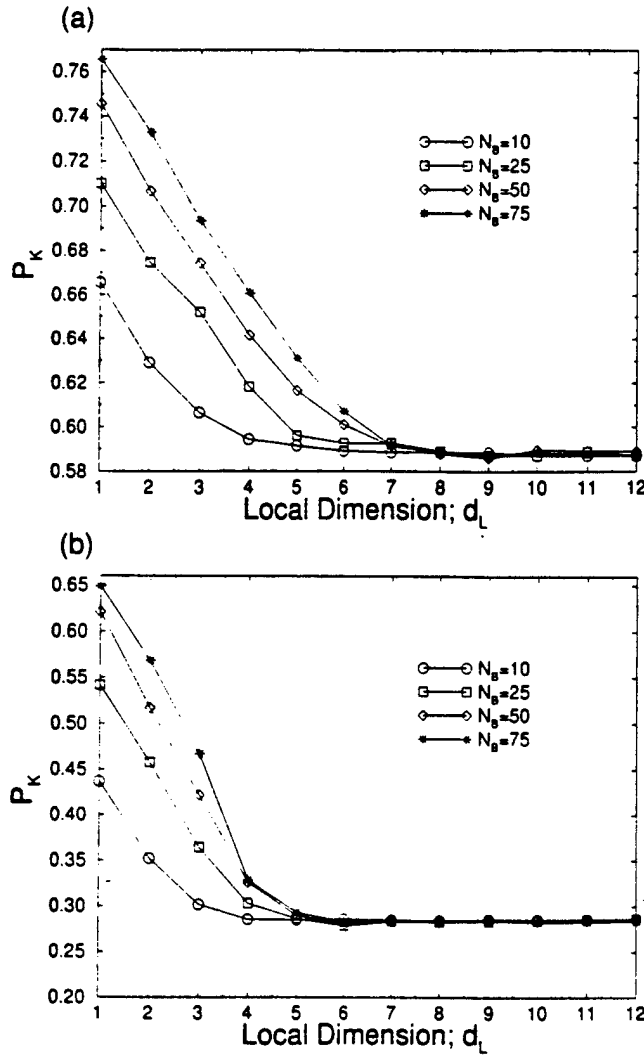 (a)
0.76
0.74
0.72
0.70
0.68
0.66
0.64
0.62
0.60
0.58
P_K
N_B=10
N_B=25
N_B=50
N_B=75
1 2 3 4 5 6 7 8 9 10 11 12
Local Dimension; d_L
(b)
0.65
0.60
0.55
0.50
0.45
0.40
0.35
0.30
0.25
0.20
P_K
N_B=10
N_B=25
N_B=50
N_B=75
1 2 3 4 5 6 7 8 9 10 11 12
Local Dimension; d_L